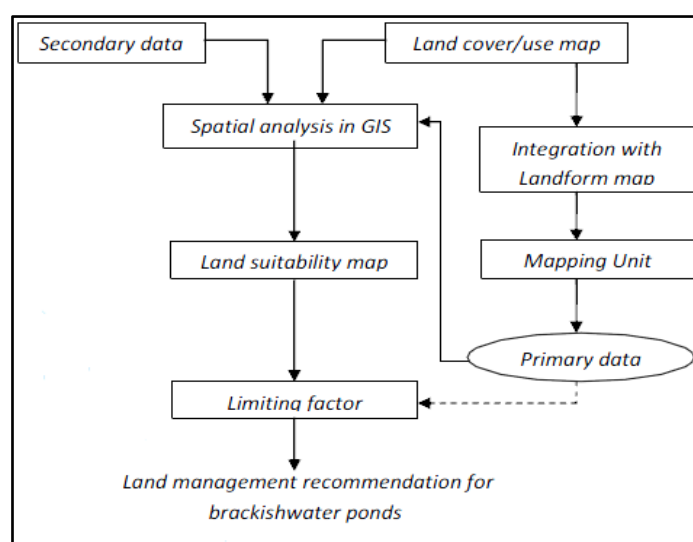 Secondary data
Land cover/use map
Spatial analysis in GIS
Integration with
Landform map
Land suitability map
Mapping Unit
Primary data
Limiting factor
Land management recommendation for
brackishwater ponds